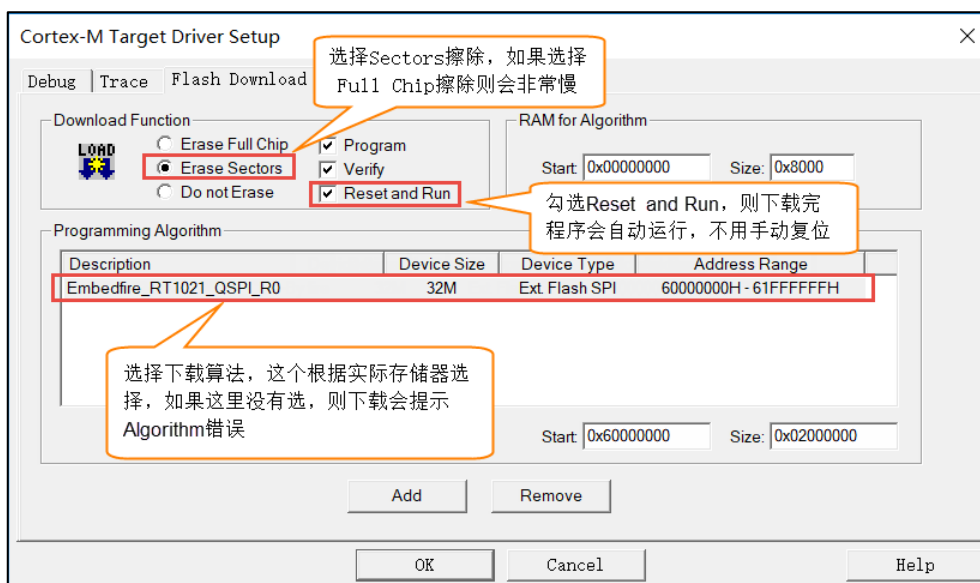 Cortex-M Target Driver Setup
选择Sectors擦除，如果选择
Full Chip擦除则会非常慢
Debug
Trace
Flash Download
Download Function
RAM for Algorithm
LOAD
Erase Full Chip
Program
Erase Sectors
Verify
Start: 0x00000000
Size: 0x8000
Do not Erase
Reset and Run
勾选Reset and Run，则下载完
程序会自动运行，不用手动复位
Programming Algorithm
Description
Device Size
Device Type
Address Range
Embedfire_RT1021_QSPI_R0
32M
Ext. Flash SPI
60000000H - 61FFFFFFH
选择下载算法，这个根据实际存储器选
择，如果这里没有选，则下载会提示
Algorithm错误
Start: 0x60000000
Size: 0x02000000
Add
Remove
OK
Cancel
Help